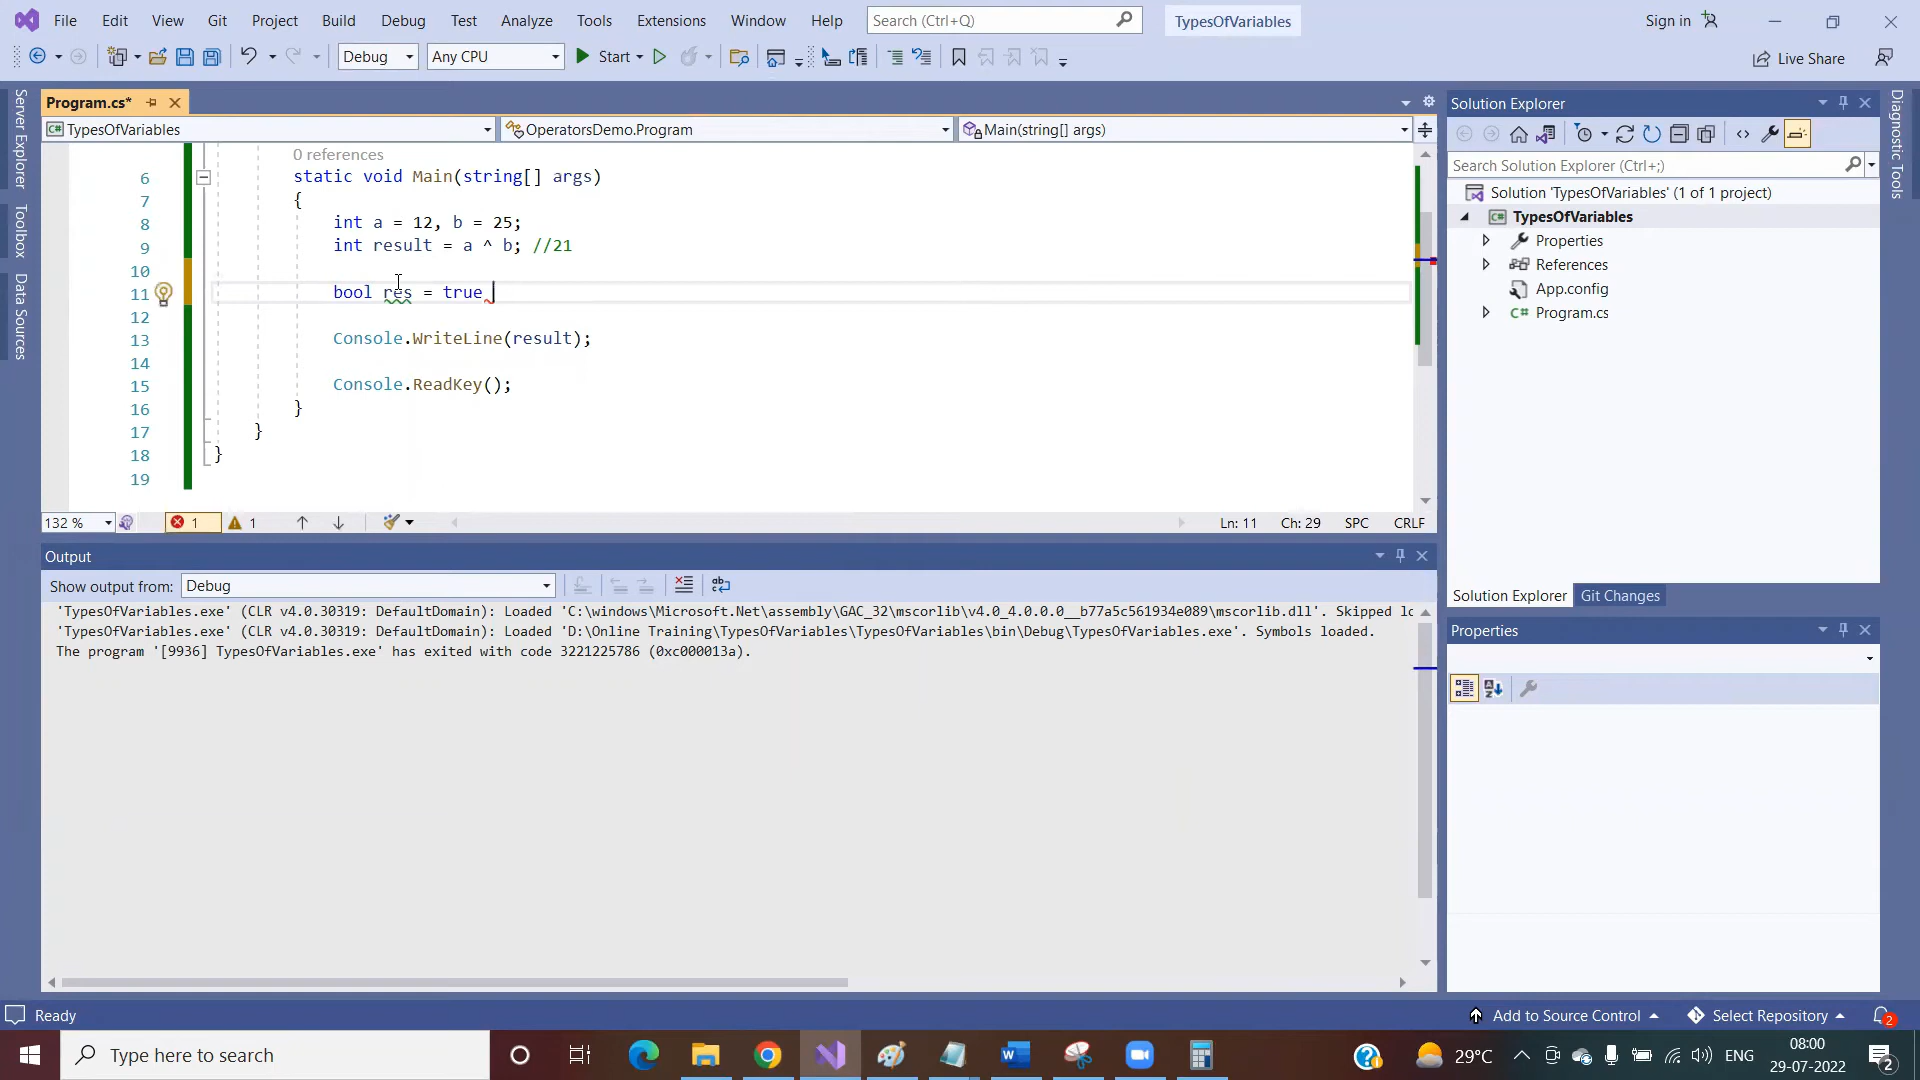 File Edit View Git Project Build Debug Test Analyze Tools Extensions Window Help Search (Ctrl+Q) TypesOfVariables Sign in
Debug Any CPU Start Live Share
Server Explorer
Toolbox
Data Sources
Program.cs*
TypesOfVariables OperatorsDemo.Program Main(string[] args)
0 references
6 static void Main(string[] args)
7 {
8 int a = 12, b = 25;
9 int result = a ^ b; //21
10
11 bool res = true
12
13 Console.WriteLine(result);
14
15 Console.ReadKey();
16 }
17 }
18 }
19
132 % 1 1 Ln: 11 Ch: 29 SPC CRLF
Output
Show output from: Debug
'TypesOfVariables.exe' (CLR v4.0.30319: DefaultDomain): Loaded 'C:\windows\Microsoft.Net\assembly\GAC_32\mscorlib\v4.0_4.0.0.0__b77a5c561934e089\mscorlib.dll'. Skipped lo
'TypesOfVariables.exe' (CLR v4.0.30319: DefaultDomain): Loaded 'D:\Online Training\TypesOfVariables\TypesOfVariables\bin\Debug\TypesOfVariables.exe'. Symbols loaded.
The program '[9936] TypesOfVariables.exe' has exited with code 3221225786 (0xc000013a).
Solution Explorer
Search Solution Explorer (Ctrl+;)
Solution 'TypesOfVariables' (1 of 1 project)
C# TypesOfVariables
Properties
References
App.config
C# Program.cs
Solution Explorer Git Changes
Properties
Diagnostic Tools
Ready Add to Source Control Select Repository 2
Type here to search 29°C ENG 08:00
29-07-2022 2